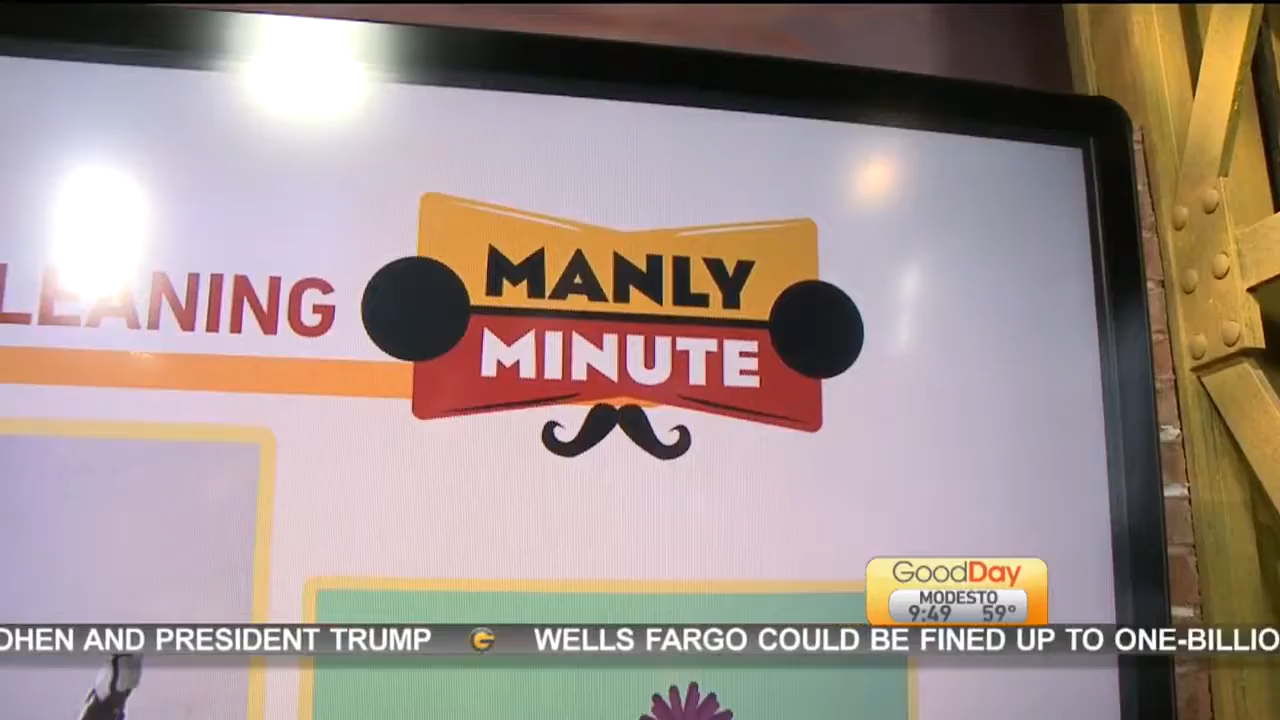 LEANING
MANLY
MINUTE
GoodDay
MODESTO
9:49 59°
OHEN AND PRESIDENT TRUMP WELLS FARGO COULD BE FINED UP TO ONE-BILLIO